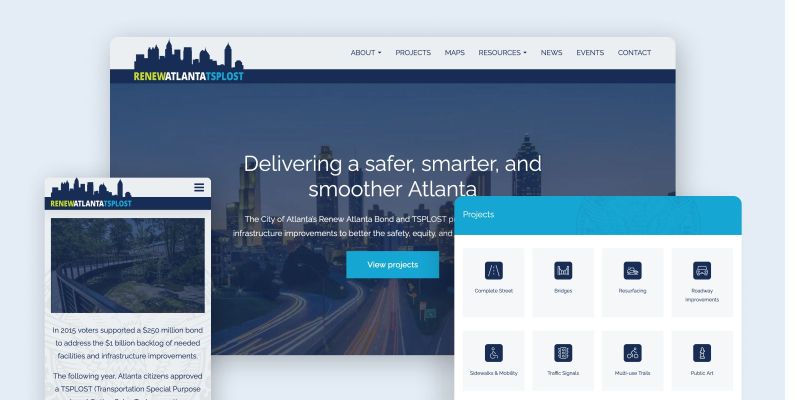 ABOUT PROJECTS MAPS RESOURCES NEWS EVENTS CONTACT
RENEWATLANTATSPLOST
Delivering a safer, smarter, and
smoother Atlanta
The City of Atlanta's Renew Atlanta Bond and TSPLOST
infrastructure improvements to better the safety, equity, and
View projects
RENEWATLANTATSPLOST
In 2015 voters supported a $250 million bond
to address the $1 billion backlog of needed
facilities and infrastructure improvements.
The following year, Atlanta citizens approved
a TSPLOST (Transportation Special Purpose
Projects
Complete Street Bridges Resurfacing Roadway
Improvements
Sidewalks & Mobility Traffic Signals Multi-use Trails Public Art